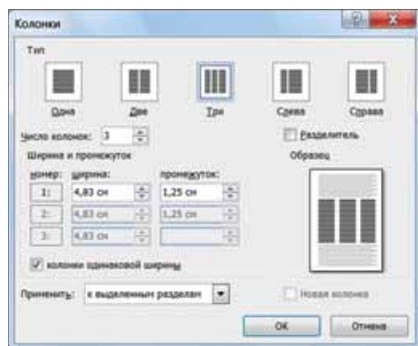 Колонки
Тип
Одна Две Три Слева Справа
Число колонок: 3 Разделитель
Ширина и промежуток Образец
номер: ширина: промежуток:
1: 4,83 см 1,25 см
2: 4,83 см 1,25 см
3: 4,83 см
колонки одинаковой ширины
Применить: к выделенным разделам Новая колонка
ОК Отмена